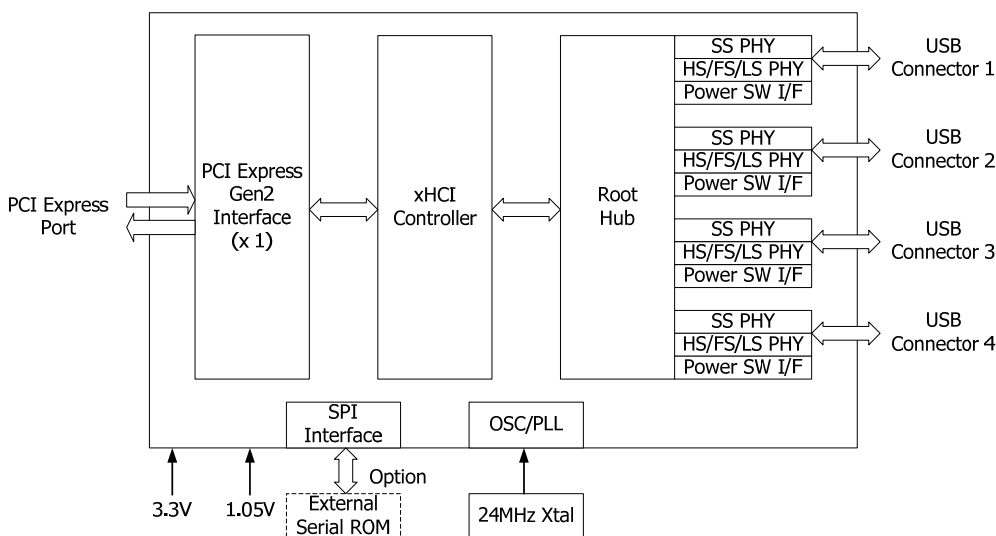 PCI Express
Port
PCI Express
Gen2
Interface
(x 1)
xHCI
Controller
Root
Hub
SS PHY
HS/FS/LS PHY
Power SW I/F
USB
Connector 1
SS PHY
HS/FS/LS PHY
Power SW I/F
USB
Connector 2
SS PHY
HS/FS/LS PHY
Power SW I/F
USB
Connector 3
SS PHY
HS/FS/LS PHY
Power SW I/F
USB
Connector 4
SPI
Interface
OSC/PLL
Option
3.3V
1.05V
External
Serial ROM
24MHz Xtal